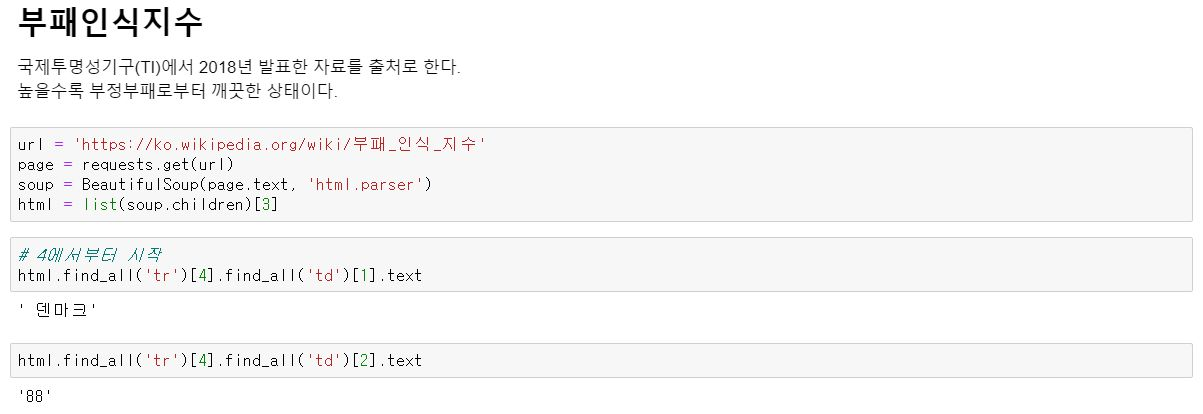 부패인식지수
국제투명성기구(TI)에서 2018년 발표한 자료를 출처로 한다.
높을수록 부정부패로부터 깨끗한 상태이다.
url = 'https://ko.wikipedia.org/wiki/부패_인식_지수'
page = requests.get(url)
soup = BeautifulSoup(page.text, 'html.parser')
html = list(soup.children)[3]
# 4에서부터 시작
html.find_all('tr')[4].find_all('td')[1].text
' 덴마크'
html.find_all('tr')[4].find_all('td')[2].text
'88'